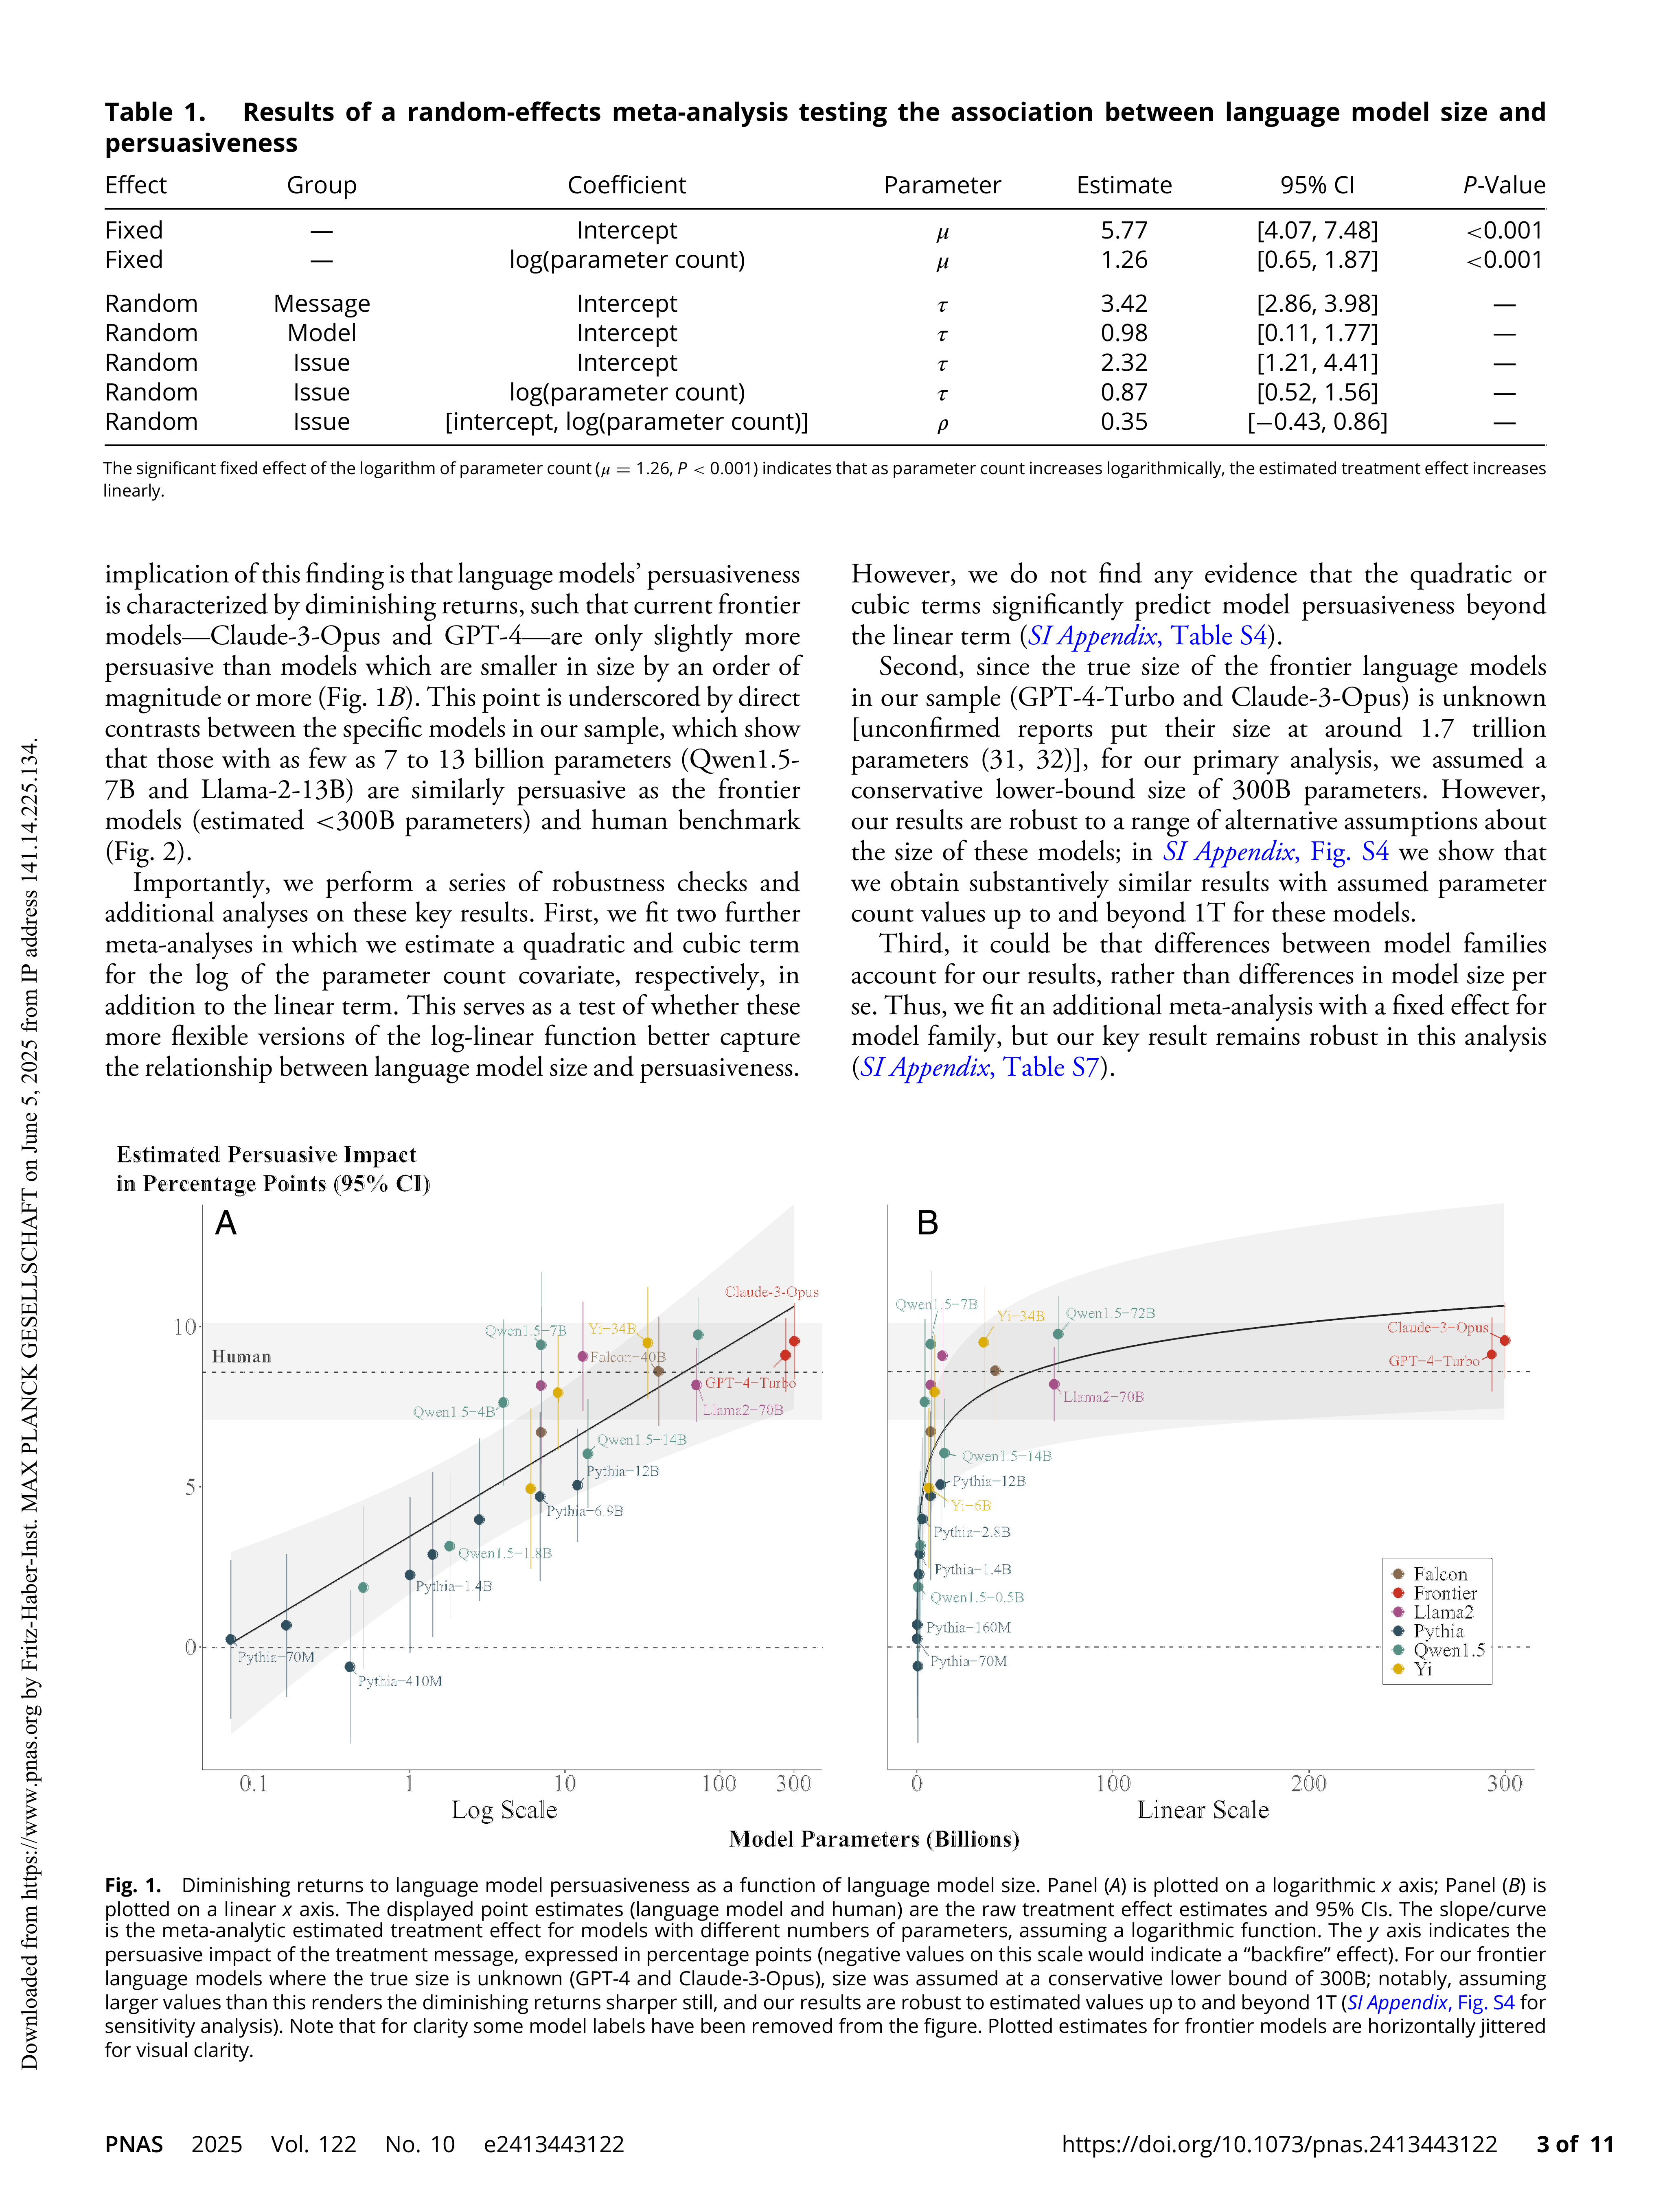 Table 1. Results of a random-effects meta-analysis testing the association between language model size and
persuasiveness
Effect Group Coefficient Parameter Estimate 95% CI P-Value
Fixed — Intercept μ 5.77 [4.07, 7.48] <0.001
Fixed — log(parameter count) μ 1.26 [0.65, 1.87] <0.001
Random Message Intercept τ 3.42 [2.86, 3.98] —
Random Model Intercept τ 0.98 [0.11, 1.77] —
Random Issue Intercept τ 2.32 [1.21, 4.41] —
Random Issue log(parameter count) τ 0.87 [0.52, 1.56] —
Random Issue [intercept, log(parameter count)] ρ 0.35 [−0.43, 0.86] —
The significant fixed effect of the logarithm of parameter count (μ = 1.26, P < 0.001) indicates that as parameter count increases logarithmically, the estimated treatment effect increases
linearly.
implication of this finding is that language models’ persuasiveness
is characterized by diminishing returns, such that current frontier
models—Claude-3-Opus and GPT-4—are only slightly more
persuasive than models which are smaller in size by an order of
magnitude or more (Fig. 1B). This point is underscored by direct
contrasts between the specific models in our sample, which show
that those with as few as 7 to 13 billion parameters (Qwen1.5-
7B and Llama-2-13B) are similarly persuasive as the frontier
models (estimated <300B parameters) and human benchmark
(Fig. 2).
Importantly, we perform a series of robustness checks and
additional analyses on these key results. First, we fit two further
meta-analyses in which we estimate a quadratic and cubic term
for the log of the parameter count covariate, respectively, in
addition to the linear term. This serves as a test of whether these
more flexible versions of the log-linear function better capture
the relationship between language model size and persuasiveness.
However, we do not find any evidence that the quadratic or
cubic terms significantly predict model persuasiveness beyond
the linear term (SI Appendix, Table S4).
Second, since the true size of the frontier language models
in our sample (GPT-4-Turbo and Claude-3-Opus) is unknown
[unconfirmed reports put their size at around 1.7 trillion
parameters (31, 32)], for our primary analysis, we assumed a
conservative lower-bound size of 300B parameters. However,
our results are robust to a range of alternative assumptions about
the size of these models; in SI Appendix, Fig. S4 we show that
we obtain substantively similar results with assumed parameter
count values up to and beyond 1T for these models.
Third, it could be that differences between model families
account for our results, rather than differences in model size per
se. Thus, we fit an additional meta-analysis with a fixed effect for
model family, but our key result remains robust in this analysis
(SI Appendix, Table S7).
Estimated Persuasive Impact
in Percentage Points (95% CI)
A
Claude-3-Opus
10
Qwen1.5−7B
Yi−34B
Human
Falcon−40B
GPT−4−Turbo
Qwen1.5−4B
Llama2−70B
Qwen1.5−14B
Pythia−12B
5
Pythia−6.9B
Qwen1.5−1.8B
Pythia−1.4B
0
Pythia−70M
Pythia−410M
0.1 1 10 100 300
Log Scale
B
Qwen1.5−7B
Yi−34B
Qwen1.5−72B
Claude−3−Opus
GPT−4−Turbo
Llama2−70B
Qwen1.5−14B
Pythia−12B
Yi−6B
Pythia−2.8B
Pythia−1.4B
Qwen1.5−0.5B
Pythia−160M
Pythia−70M
Falcon
Frontier
Llama2
Pythia
Qwen1.5
Yi
0 100 200 300
Linear Scale
Model Parameters (Billions)
Fig. 1. Diminishing returns to language model persuasiveness as a function of language model size. Panel (A) is plotted on a logarithmic x axis; Panel (B) is
plotted on a linear x axis. The displayed point estimates (language model and human) are the raw treatment effect estimates and 95% CIs. The slope/curve
is the meta-analytic estimated treatment effect for models with different numbers of parameters, assuming a logarithmic function. The y axis indicates the
persuasive impact of the treatment message, expressed in percentage points (negative values on this scale would indicate a “backfire” effect). For our frontier
language models where the true size is unknown (GPT-4 and Claude-3-Opus), size was assumed at a conservative lower bound of 300B; notably, assuming
larger values than this renders the diminishing returns sharper still, and our results are robust to estimated values up to and beyond 1T (SI Appendix, Fig. S4 for
sensitivity analysis). Note that for clarity some model labels have been removed from the figure. Plotted estimates for frontier models are horizontally jittered
for visual clarity.
PNAS 2025 Vol. 122 No. 10 e2413443122
https://doi.org/10.1073/pnas.2413443122 3 of 11
Downloaded from https://www.pnas.org by Fritz-Haber-Inst. MAX PLANCK GESELLSCHAFT on June 5, 2025 from IP address 141.14.225.134.